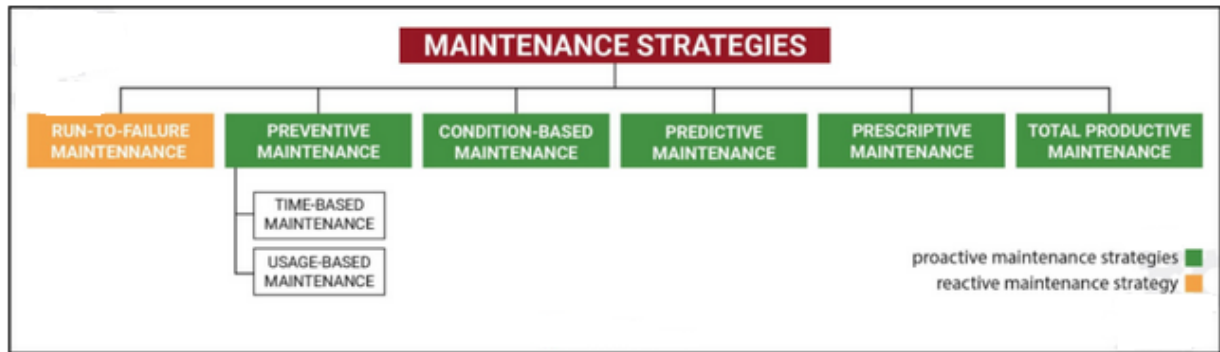 MAINTENANCE STRATEGIES
RUN-TO-FAILURE
MAINTENNANCE
PREVENTIVE
MAINTENANCE
CONDITION-BASED
MAINTENANCE
PREDICTIVE
MAINTENANCE
PRESCRIPTIVE
MAINTENANCE
TOTAL PRODUCTIVE
MAINTENANCE
TIME-BASED
MAINTENANCE
USAGE-BASED
MAINTENANCE
proactive maintenance strategies
reactive maintenance strategy